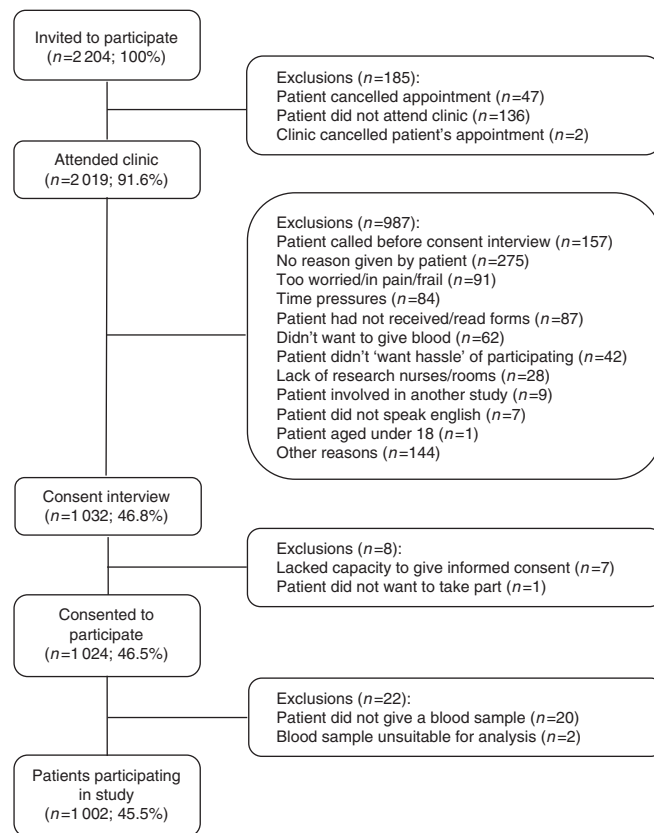 Invited to participate
(n=2 204; 100%)
Exclusions (n=185):
Patient cancelled appointment (n=47)
Patient did not attend clinic (n=136)
Clinic cancelled patient's appointment (n=2)
Attended clinic
(n=2 019; 91.6%)
Exclusions (n=987):
Patient called before consent interview (n=157)
No reason given by patient (n=275)
Too worried/in pain/frail (n=91)
Time pressures (n=84)
Patient had not received/read forms (n=87)
Didn't want to give blood (n=62)
Patient didn't 'want hassle' of participating (n=42)
Lack of research nurses/rooms (n=28)
Patient involved in another study (n=9)
Patient did not speak english (n=7)
Patient aged under 18 (n=1)
Other reasons (n=144)
Consent interview
(n=1 032; 46.8%)
Exclusions (n=8):
Lacked capacity to give informed consent (n=7)
Patient did not want to take part (n=1)
Consented to
participate
(n=1 024; 46.5%)
Exclusions (n=22):
Patient did not give a blood sample (n=20)
Blood sample unsuitable for analysis (n=2)
Patients participating
in study
(n=1 002; 45.5%)